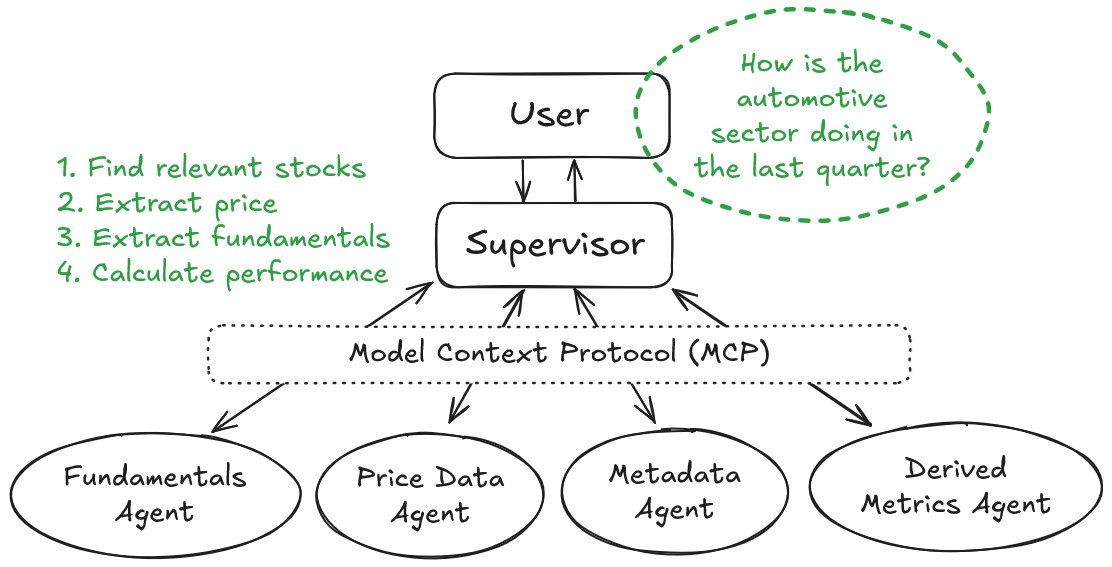 User
How is the
automotive
sector doing in
the last quarter?
1. Find relevant stocks
2. Extract price
3. Extract fundamentals
4. Calculate performance
Supervisor
Model Context Protocol (MCP)
Fundamentals
Agent
Price Data
Agent
Metadata
Agent
Derived
Metrics Agent